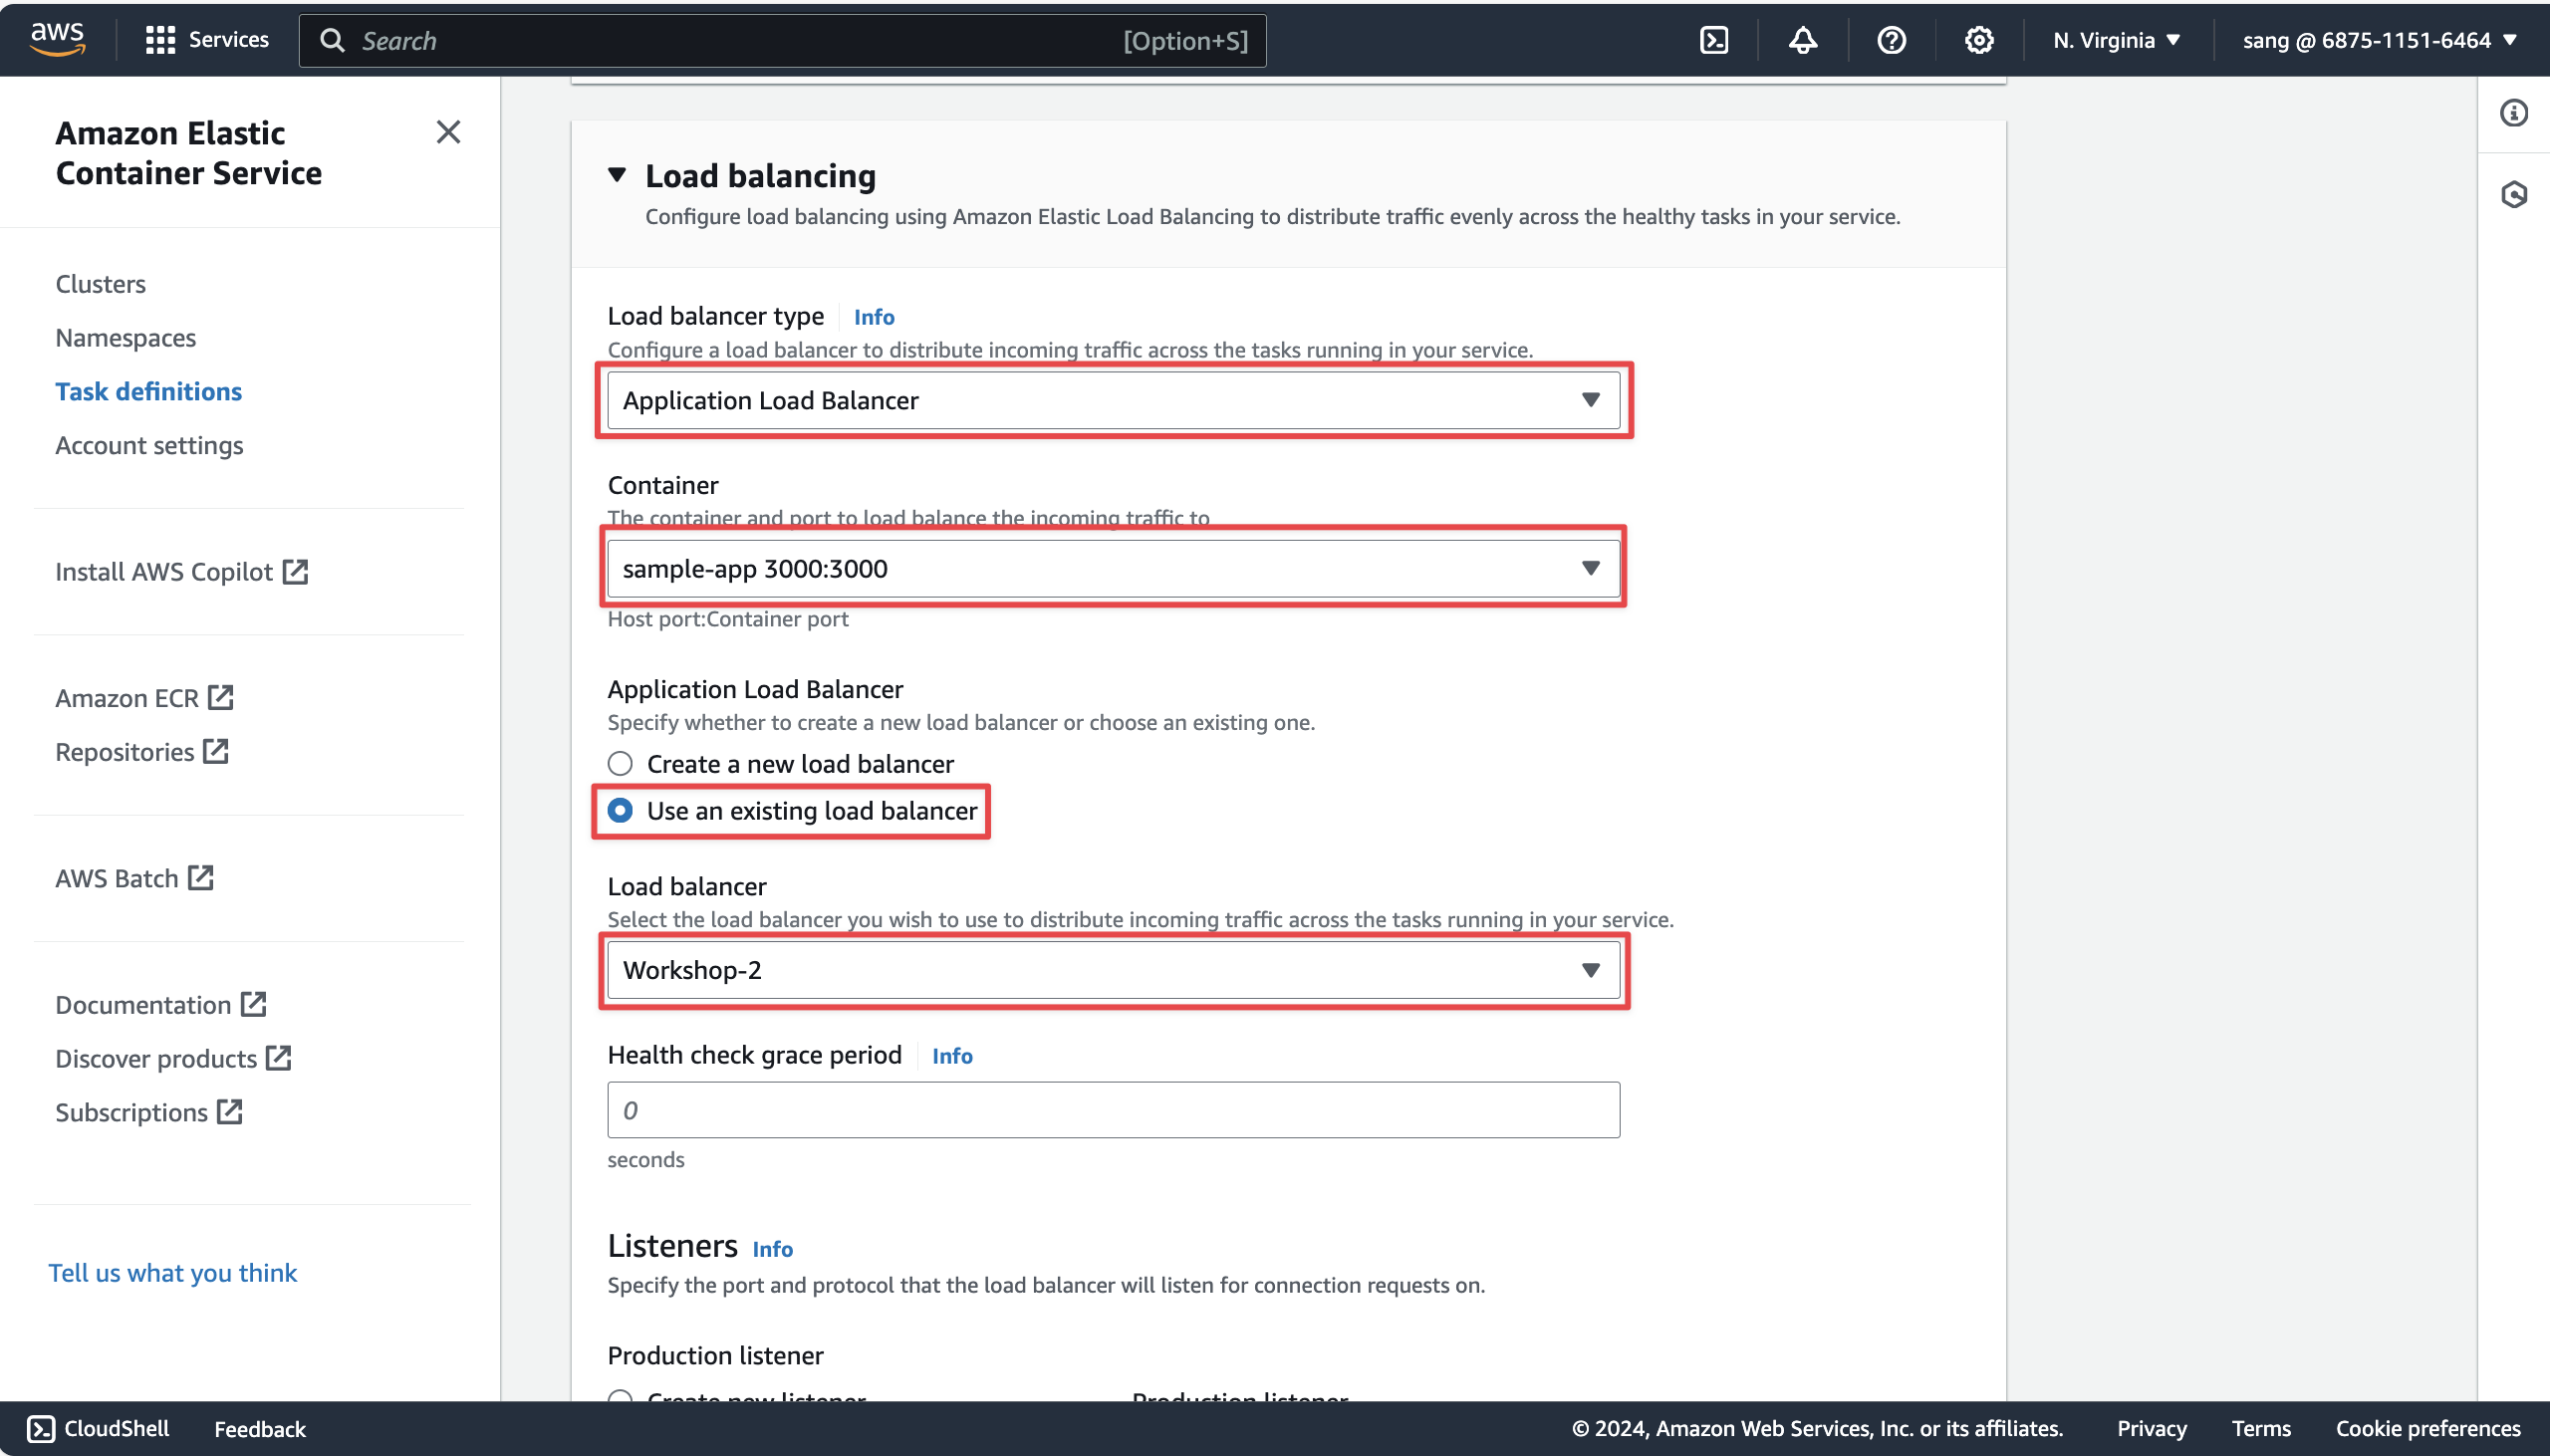 aws
Services
Search
[Option+S]
N. Virginia
sang @ 6875-1151-6464
Amazon Elastic
Container Service
Clusters
Namespaces
Task definitions
Account settings
Install AWS Copilot
Amazon ECR
Repositories
AWS Batch
Documentation
Discover products
Subscriptions
Tell us what you think
Load balancing
Configure load balancing using Amazon Elastic Load Balancing to distribute traffic evenly across the healthy tasks in your service.
Load balancer type
Info
Configure a load balancer to distribute incoming traffic across the tasks running in your service.
Application Load Balancer
Container
The container and port to load balance the incoming traffic to
sample-app 3000:3000
Host port:Container port
Application Load Balancer
Specify whether to create a new load balancer or choose an existing one.
Create a new load balancer
Use an existing load balancer
Load balancer
Select the load balancer you wish to use to distribute incoming traffic across the tasks running in your service.
Workshop-2
Health check grace period
Info
0
seconds
Listeners
Info
Specify the port and protocol that the load balancer will listen for connection requests on.
Production listener
Create new listener
Production listener
CloudShell
Feedback
© 2024, Amazon Web Services, Inc. or its affiliates.
Privacy
Terms
Cookie preferences